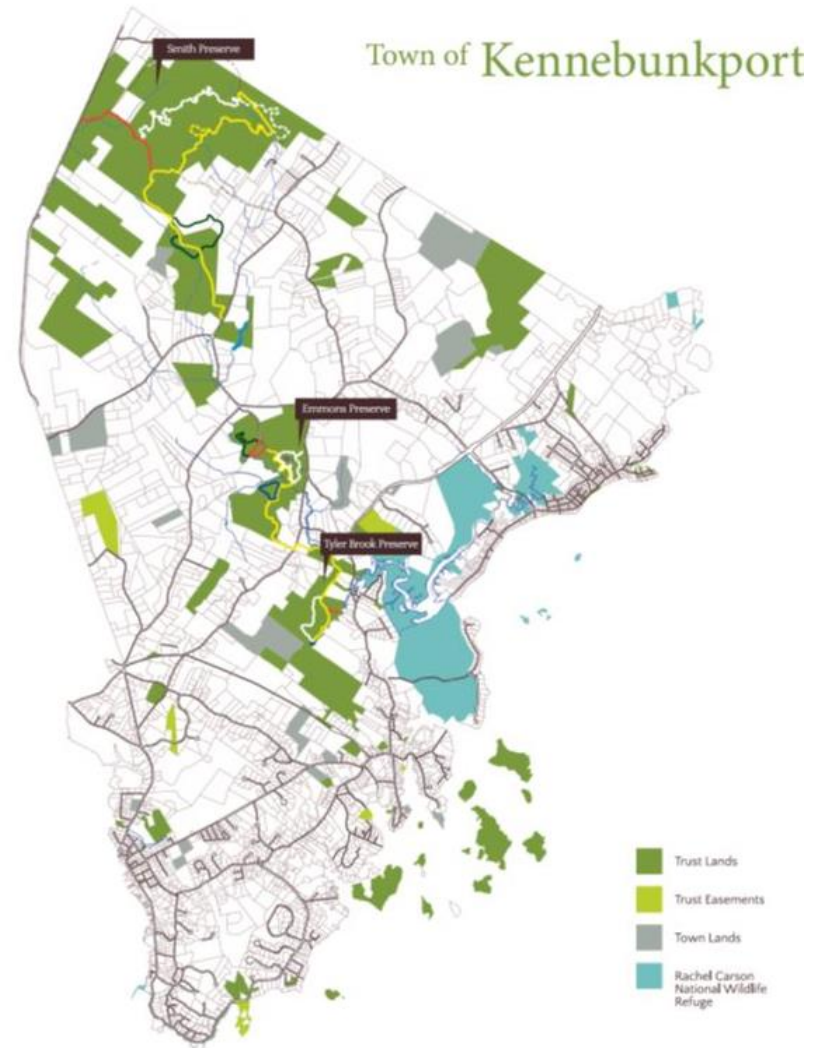 Town of Kennebunkport
Smith Preserve
Emmons Preserve
Tyler Brook Preserve
Trust Lands
Trust Easements
Town Lands
Rachel Carson
National Wildlife
Refuge